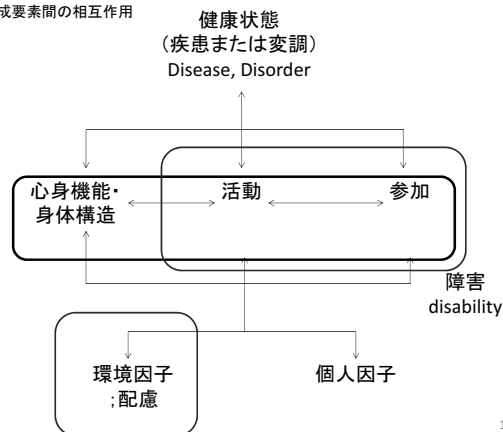 成要素間の相互作用
健康状態
(疾患または変調)
Disease, Disorder
心身機能・ 活動 参加
身体構造
障害
disability
環境因子 個人因子
;配慮
1